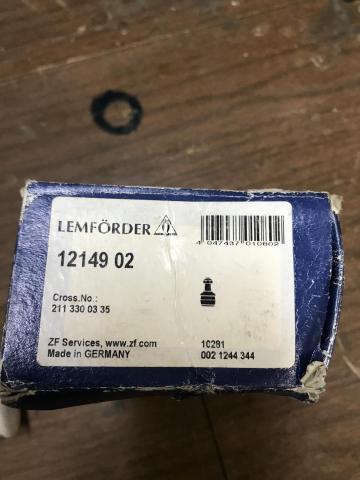 LEMFÖRDER
4 047437 010802
12149 02
Cross.No.:
211 330 03 35
ZF Services, www.zf.com
10281
Made in GERMANY
002 1244 344